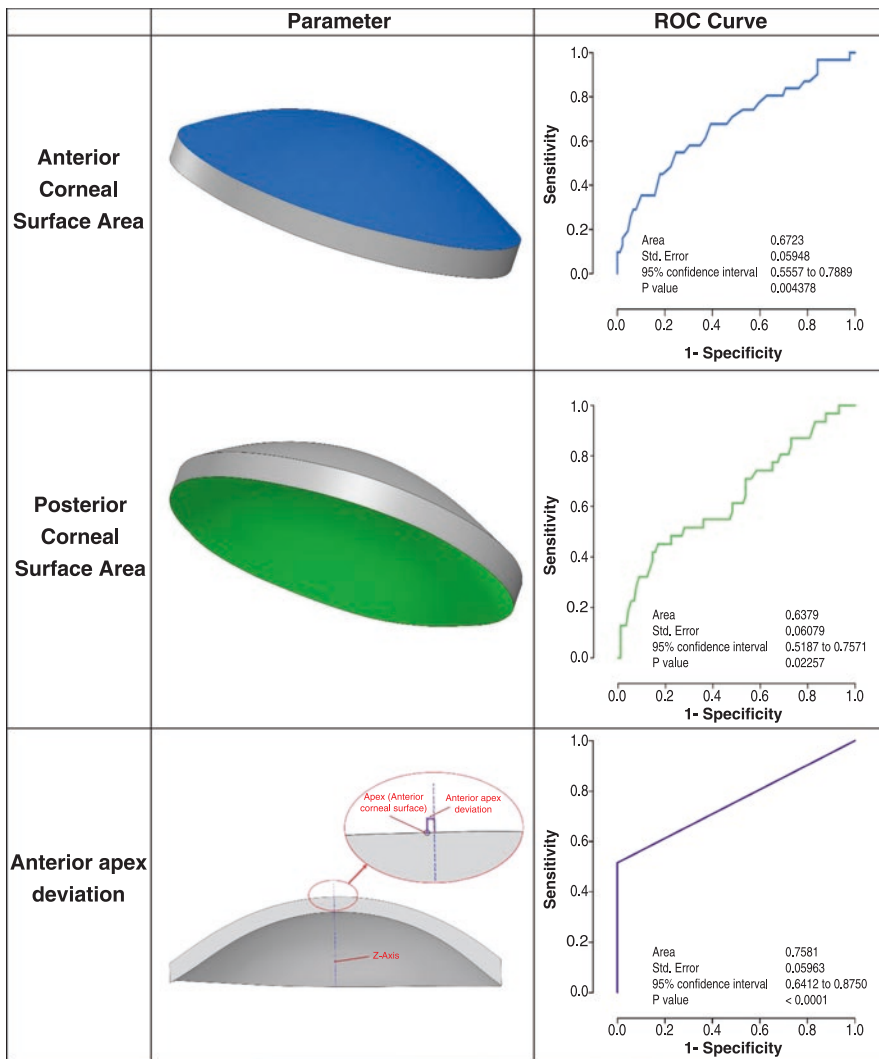 Parameter
ROC Curve
Anterior
Corneal
Surface Area
Sensitivity
1.0
0.8
0.6
0.4
0.2
0.0
Area 0.6723
Std. Error 0.05948
95% confidence interval 0.5557 to 0.7889
P value 0.004378
0.0 0.2 0.4 0.6 0.8 1.0
1- Specificity
Posterior
Corneal
Surface Area
Sensitivity
1.0
0.8
0.6
0.4
0.2
0.0
Area 0.6379
Std. Error 0.06079
95% confidence interval 0.5187 to 0.7571
P value 0.02257
0.0 0.2 0.4 0.6 0.8 1.0
1- Specificity
Anterior apex
deviation
Apex (Anterior
corneal surface)
Anterior apex
deviation
Z-Axis
Sensitivity
1.0
0.8
0.6
0.4
0.2
0.0
Area 0.7581
Std. Error 0.05963
95% confidence interval 0.6412 to 0.8750
P value < 0.0001
0.0 0.2 0.4 0.6 0.8 1.0
1- Specificity